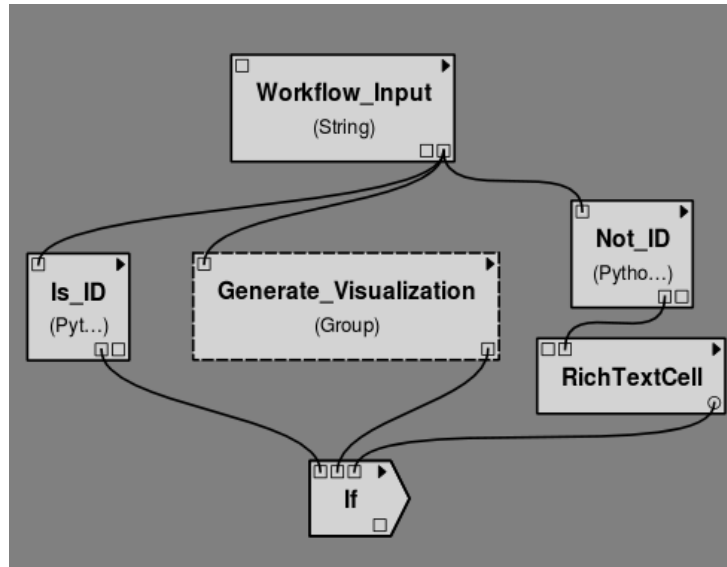 Workflow_Input
(String)
Not_ID
(Pytho...)
Is_ID
(Pyt...)
Generate_Visualization
(Group)
RichTextCell
If